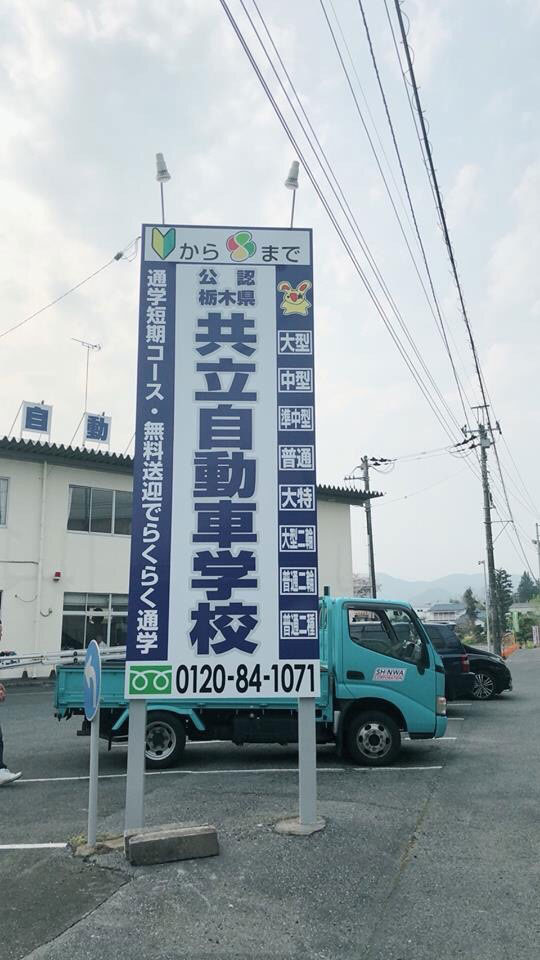 から まで
公認
栃木県
共立自動車学校
通学短期コース・無料送迎でらくらく通学
大型
中型
準中型
普通
大特
大型二輪
普通二輪
普通二種
0120-84-1071
自動
SHINWA
CORPORATION